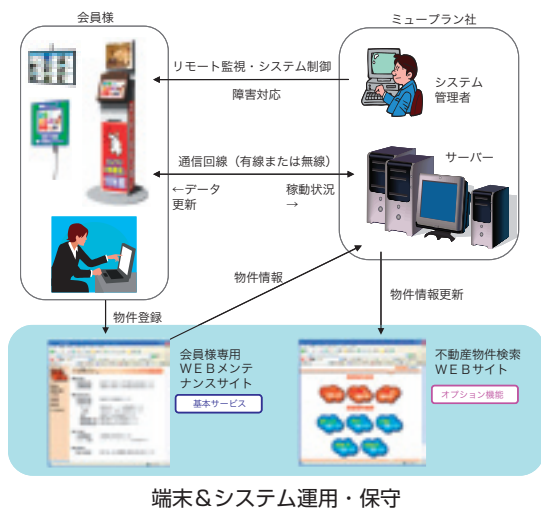 会員様
ミュープラン社
リモート監視・システム制御
障害対応
システム
管理者
通信回線（有線または無線）
サーバー
←データ
更新
稼動状況
→
物件情報
物件登録
物件情報更新
会員様専用
ＷＥＢメンテ
ナンスサイト
基本サービス
不動産物件検索
ＷＥＢサイト
オプション機能
端末＆システム運用・保守